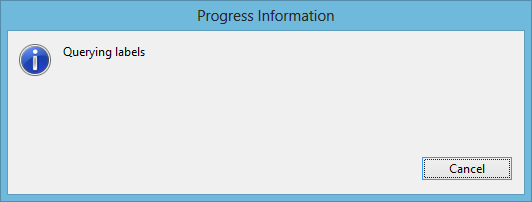 Progress Information
Querying labels
Cancel